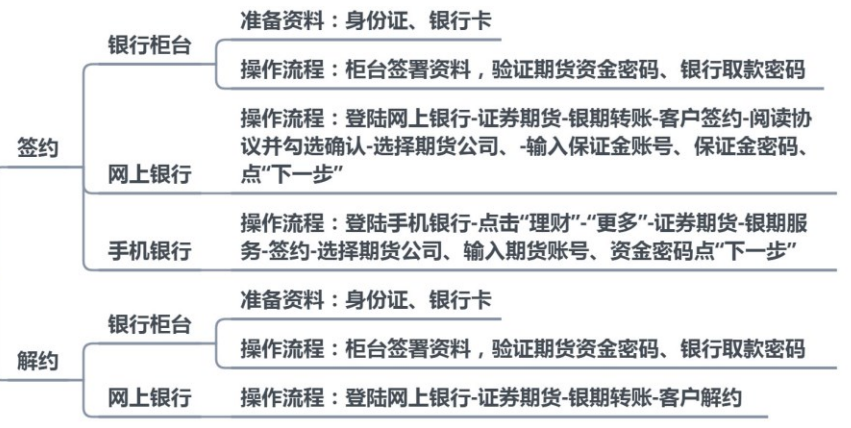 签约
银行柜台
准备资料：身份证、银行卡
操作流程：柜台签署资料，验证期货资金密码、银行取款密码
网上银行
操作流程：登陆网上银行-证券期货-银期转账-客户签约-阅读协
议并勾选确认-选择期货公司、-输入保证金账号、保证金密码、
点“下一步”
手机银行
操作流程：登陆手机银行-点击“理财”-“更多”-证券期货-银期服
务-签约-选择期货公司、输入期货账号、资金密码点“下一步”
解约
银行柜台
准备资料：身份证、银行卡
操作流程：柜台签署资料，验证期货资金密码、银行取款密码
网上银行
操作流程：登陆网上银行-证券期货-银期转账-客户解约